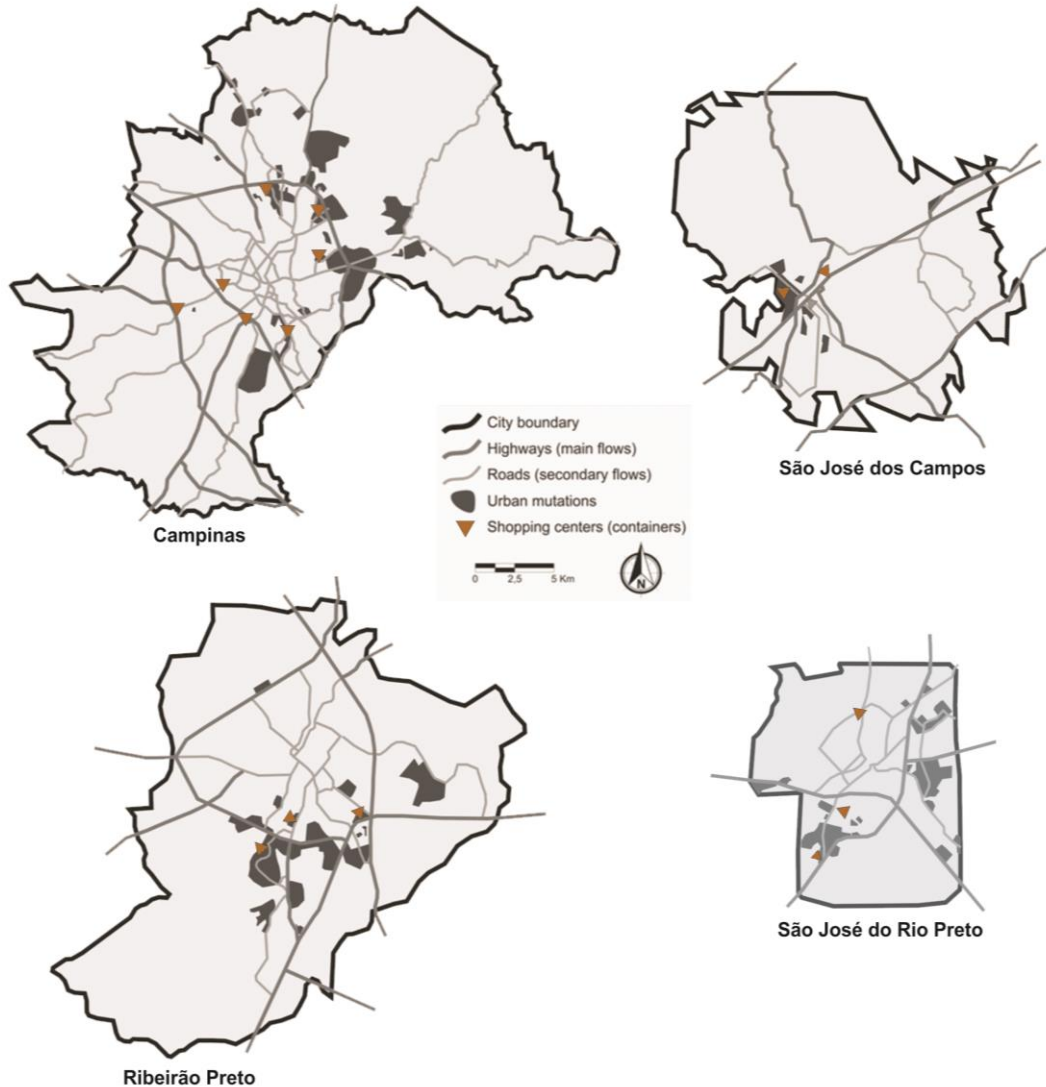 City boundary
Highways (main flows)
Roads (secondary flows)
Urban mutations
Shopping centers (containers)
0 2,5 5 Km
N
São José dos Campos
Campinas
São José do Rio Preto
Ribeirão Preto